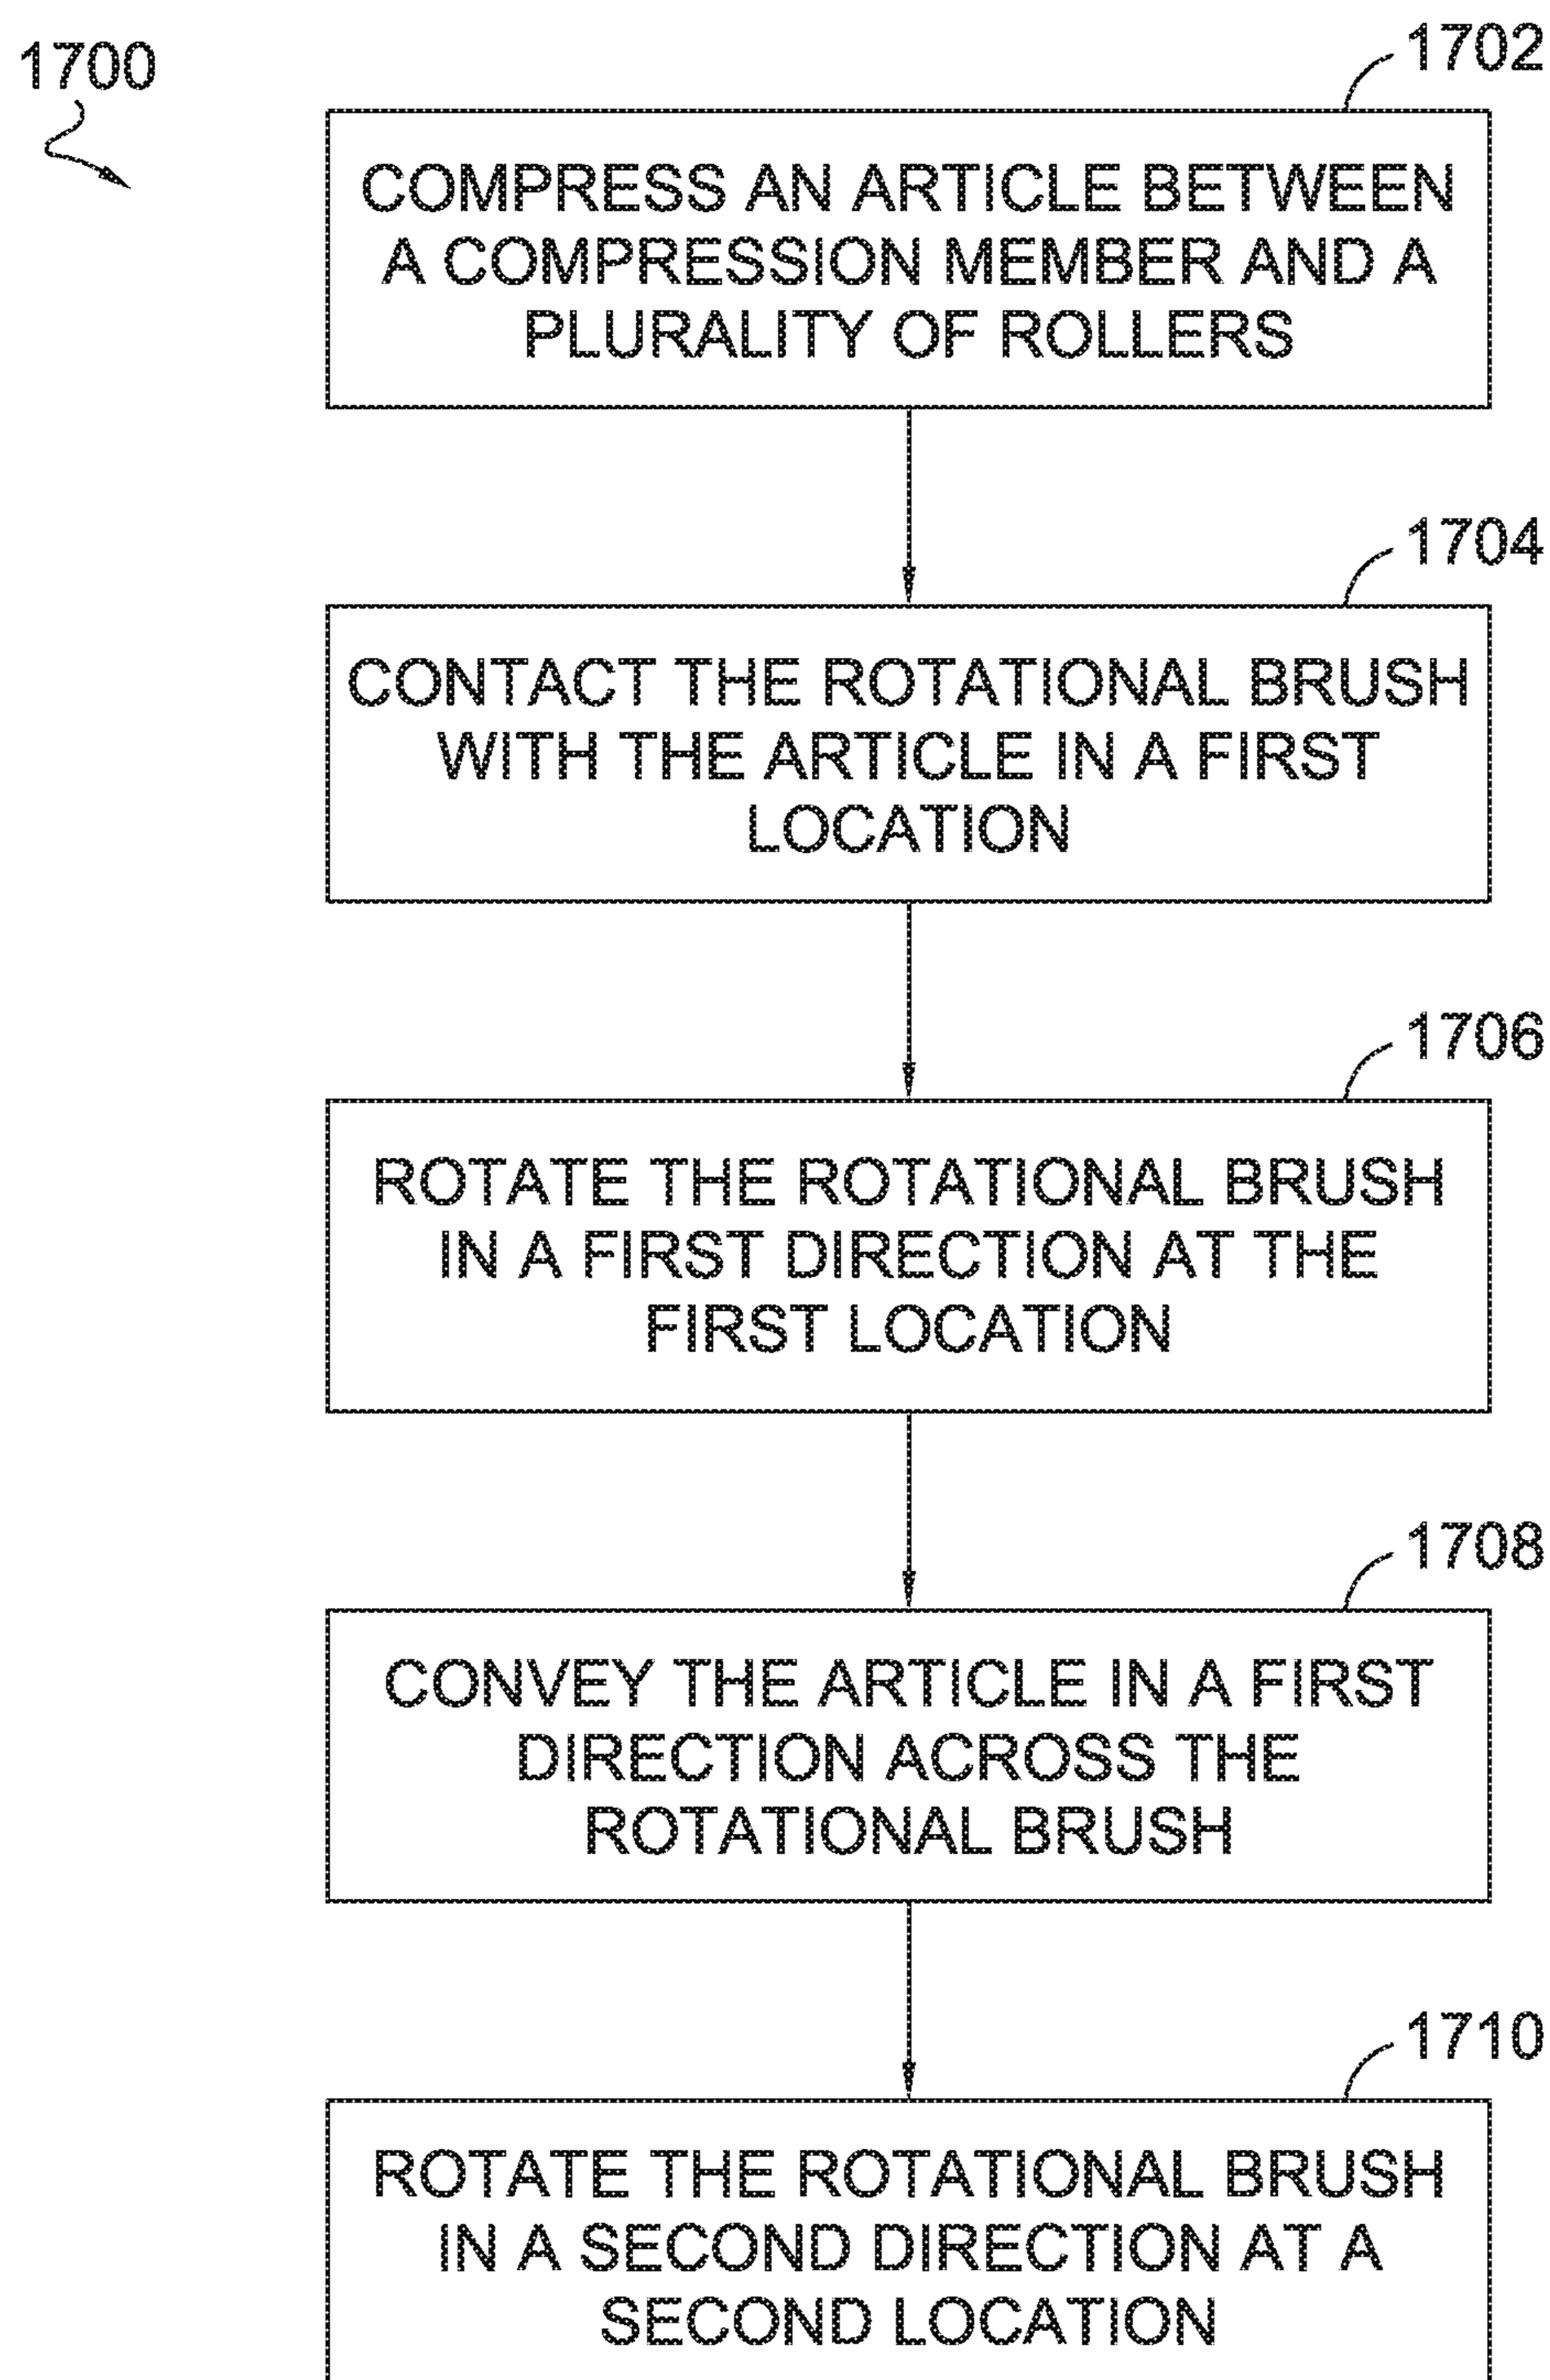 1700
1702
COMPRESS AN ARTICLE BETWEEN
A COMPRESSION MEMBER AND A
PLURALITY OF ROLLERS
1704
CONTACT THE ROTATIONAL BRUSH
WITH THE ARTICLE IN A FIRST
LOCATION
1706
ROTATE THE ROTATIONAL BRUSH
IN A FIRST DIRECTION AT THE
FIRST LOCATION
1708
CONVEY THE ARTICLE IN A FIRST
DIRECTION ACROSS THE
ROTATIONAL BRUSH
1710
ROTATE THE ROTATIONAL BRUSH
IN A SECOND DIRECTION AT A
SECOND LOCATION